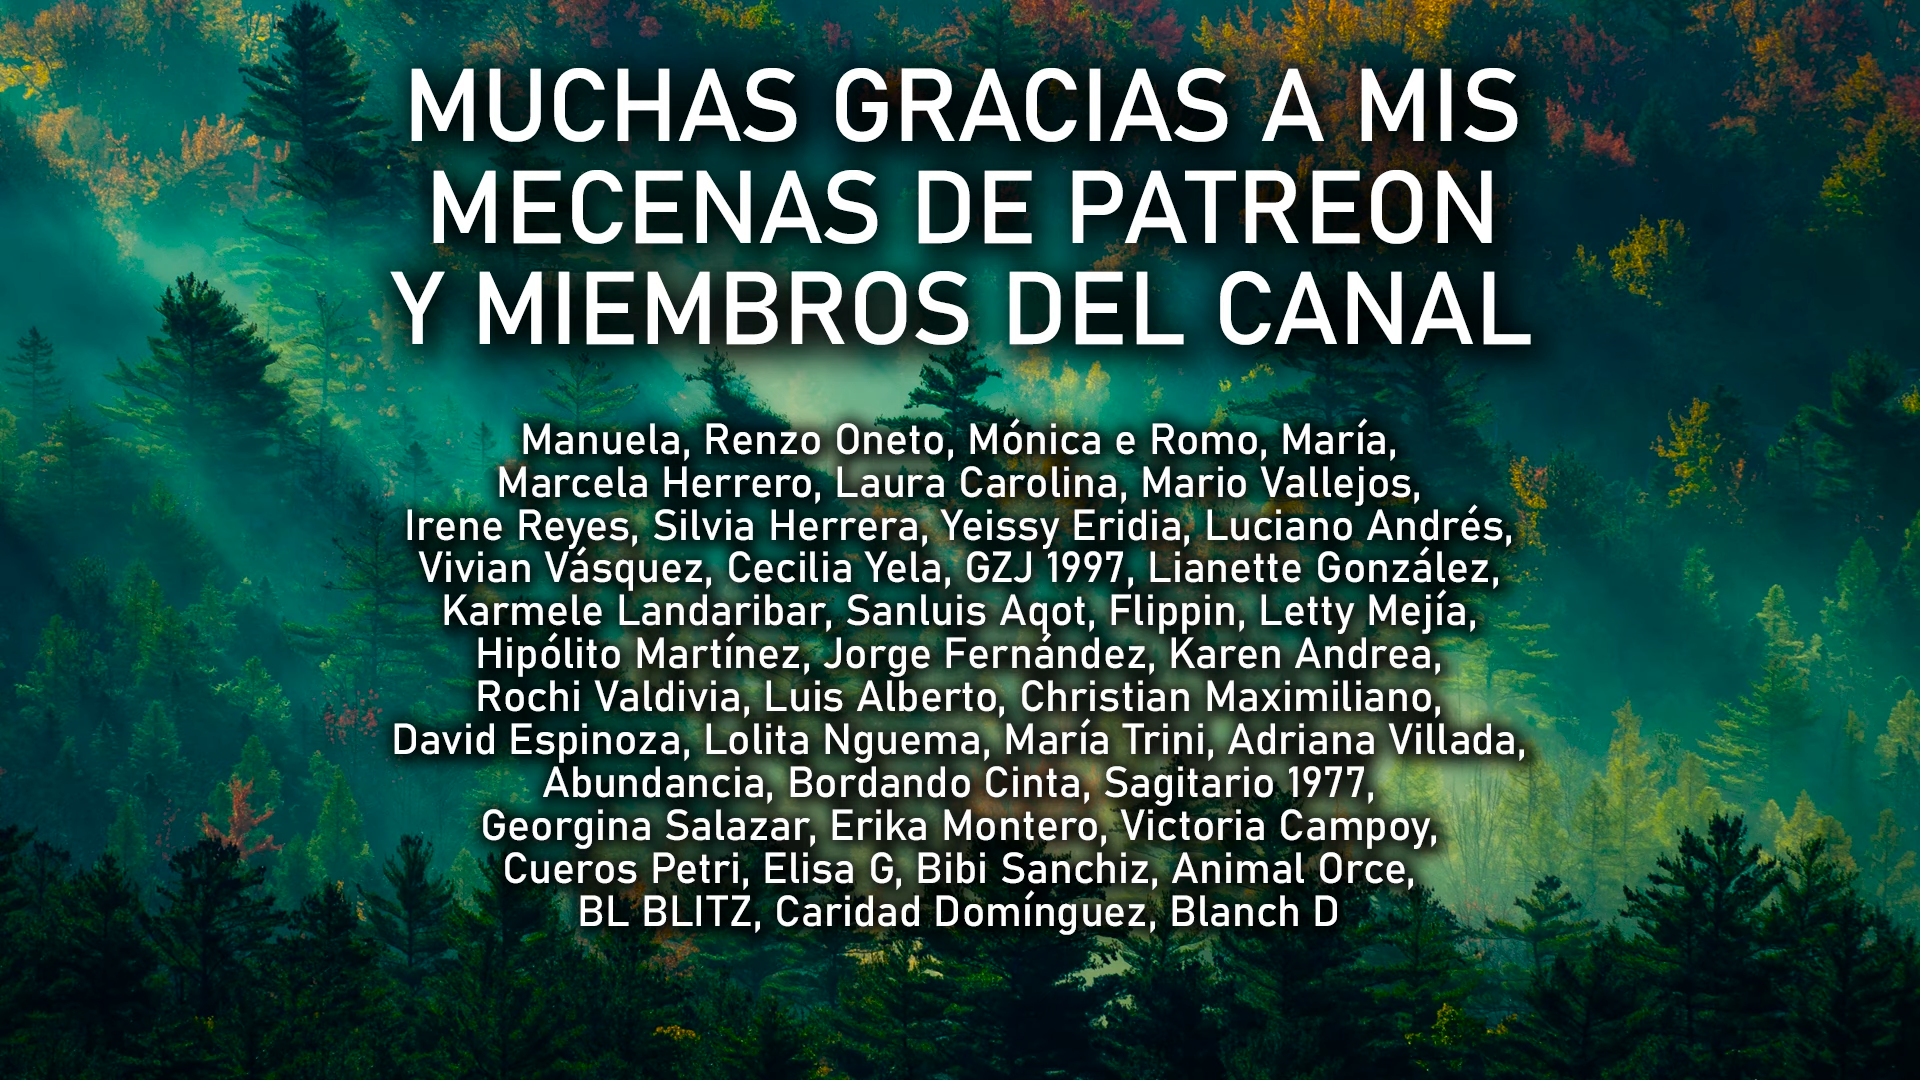 MUCHAS GRACIAS A MIS
MECENAS DE PATREON
Y MIEMBROS DEL CANAL
Manuela, Renzo Oneto, Mónica e Romo, María,
Marcela Herrero, Laura Carolina, Mario Vallejos,
Irene Reyes, Silvia Herrera, Yeissy Eridia, Luciano Andrés,
Vivian Vásquez, Cecilia Yela, GZJ 1997, Lianette González,
Karmele Landaribar, Sanluis Aqot, Flippin, Letty Mejía,
Hipólito Martínez, Jorge Fernández, Karen Andrea,
Rochi Valdivia, Luis Alberto, Christian Maximiliano,
David Espinoza, Lolita Nguema, María Trini, Adriana Villada,
Abundancia, Bordando Cinta, Sagitario 1977,
Georgina Salazar, Erika Montero, Victoria Campoy,
Cueros Petri, Elisa G, Bibi Sanchiz, Animal Orce,
BL BLITZ, Caridad Domínguez, Blanch D